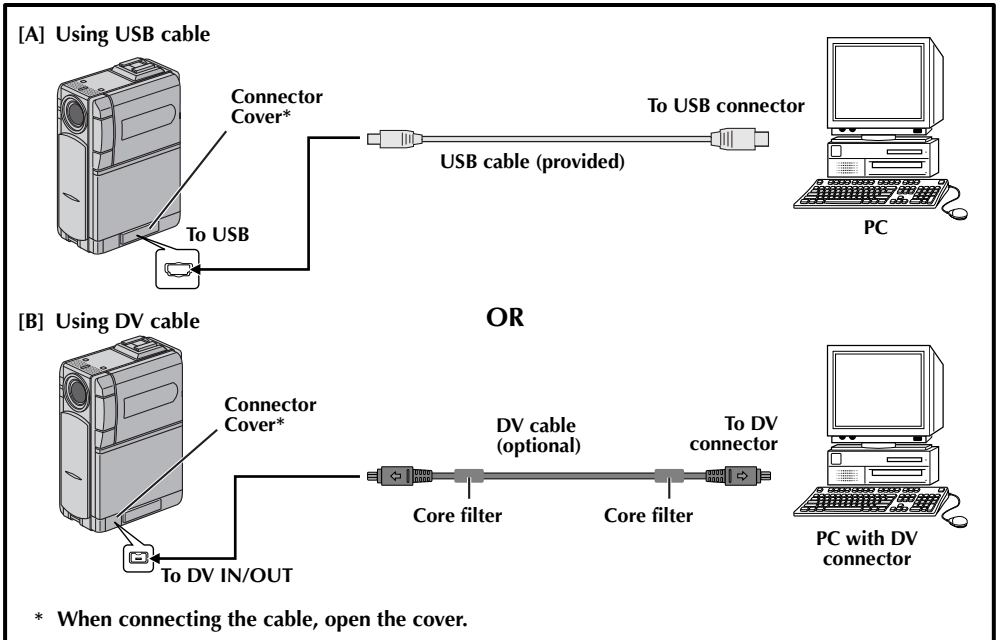 [A] Using USB cable
Connector
Cover*
To USB connector
USB cable (provided)
To USB
PC
OR
[B] Using DV cable
Connector
Cover*
DV cable
(optional)
To DV
connector
Core filter
Core filter
To DV IN/OUT
PC with DV
connector
* When connecting the cable, open the cover.